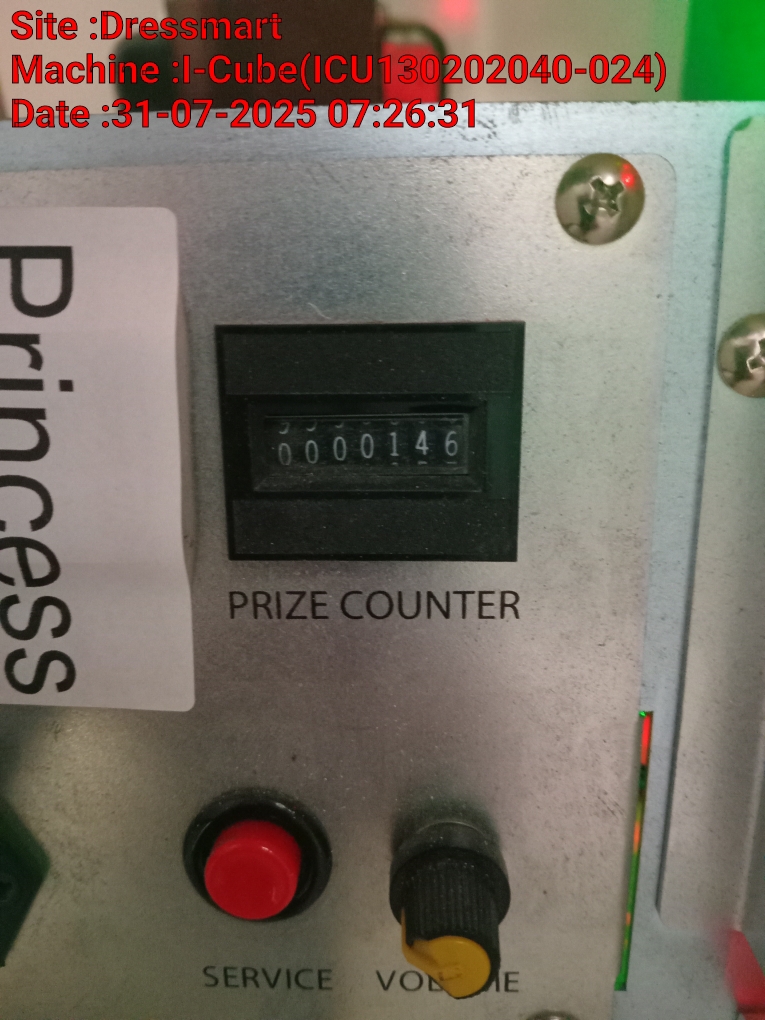 Site :Dressmart
Machine :I-Cube(ICU130202040-024)
Date :31-07-2025 07:26:31
Princess
0000146
PRIZE COUNTER
SERVICE